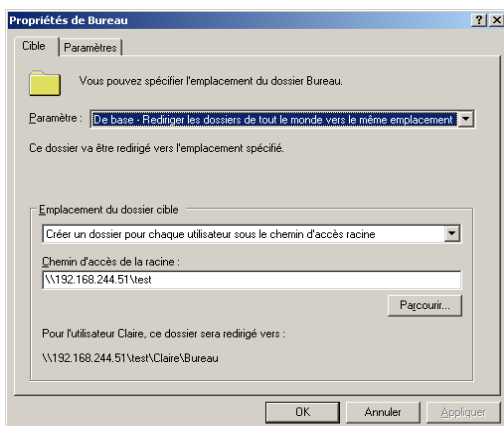 Propriétés de Bureau
Cible
Paramètres
Vous pouvez spécifier l'emplacement du dossier Bureau.
Paramètre :
De base - Rediriger les dossiers de tout le monde vers le même emplacement
Ce dossier va être redirigé vers l'emplacement spécifié.
Emplacement du dossier cible
Créer un dossier pour chaque utilisateur sous le chemin d'accès racine
Chemin d'accès de la racine :
\\192.168.244.51\test
Parcourir...
Pour l'utilisateur Claire, ce dossier sera redirigé vers :
\\192.168.244.51\test\Claire\Bureau
OK
Annuler
Appliquer